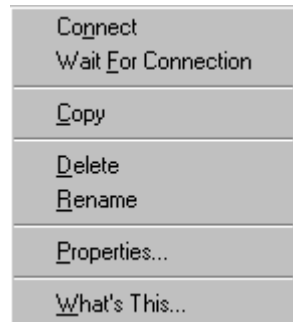 Connect
Wait For Connection
Copy
Delete
Rename
Properties...
What's This...